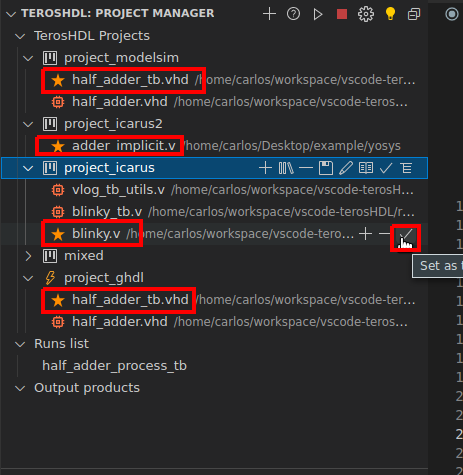 TEROSHDL: PROJECT MANAGER
TerosHDL Projects
project_modelsim
half_adder_tb.vhd /home/carlos/workspace/vscode-ter...
half_adder.vhd /home/carlos/workspace/vscode-teros...
project_icarus2
adder_implicit.v /home/carlos/Desktop/example/yosys
project_icarus
vlog_tb_utils.v /home/carlos/workspace/vscode-terosH...
blinky_tb.v /home/carlos/workspace/vscode-terosHDL/r...
blinky.v /home/carlos/workspace/vscode-teros...
Set as
mixed
project_ghdl
half_adder_tb.vhd /home/carlos/workspace/vscode-ter...
half_adder.vhd /home/carlos/workspace/vscode-teros...
Runs list
half_adder_process_tb
Output products